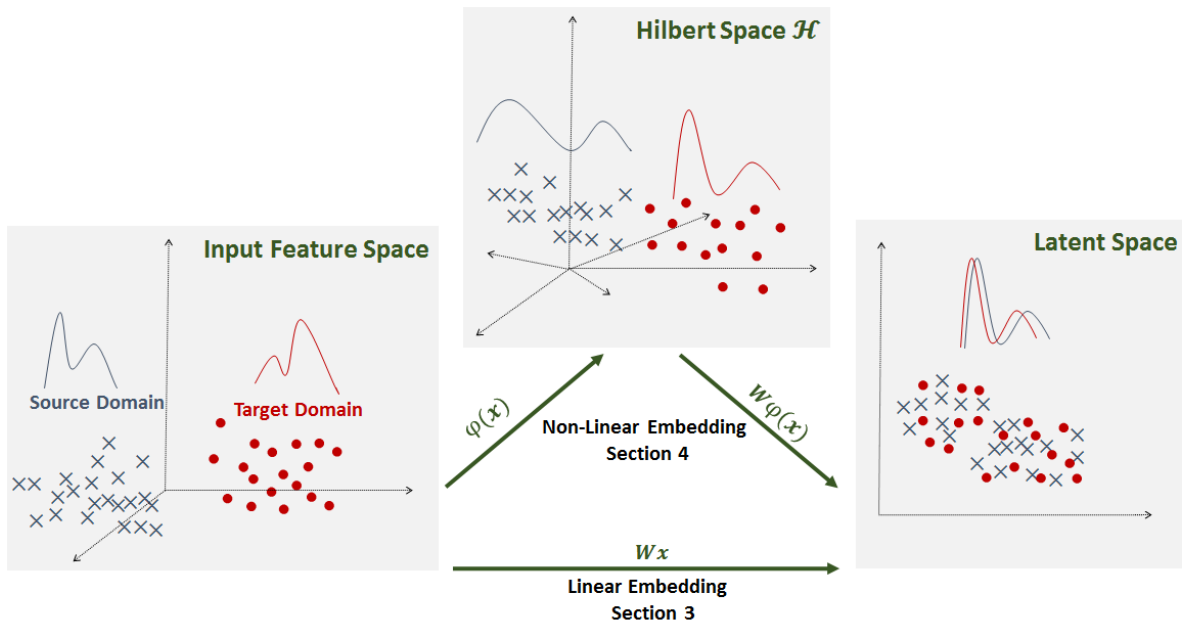 Hilbert Space ℋ
Input Feature Space
Latent Space
Source Domain
Target Domain
φ(x)
Wφ(x)
Non-Linear Embedding
Section 4
Wx
Linear Embedding
Section 3